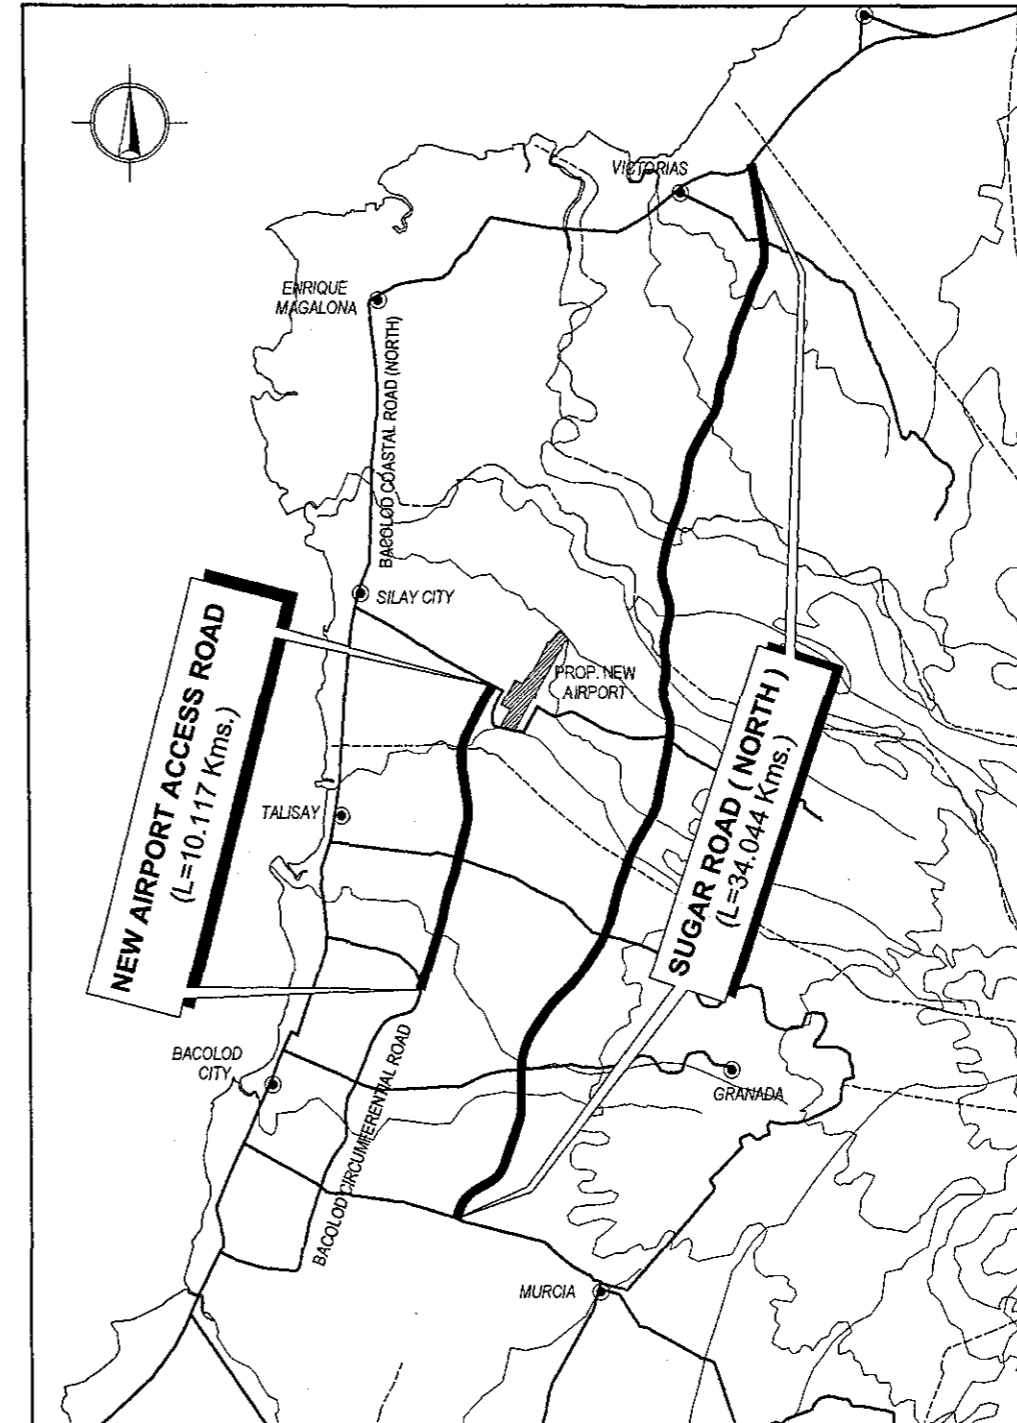 VICTORIAS
ENRIQUE
MAGALONA
BACOLOD COASTAL ROAD (NORTH)
SILAY CITY
NEW AIRPORT ACCESS ROAD
(L=10.117 Kms.)
PROP. NEW
AIRPORT
SUGAR ROAD ( NORTH )
(L=34.044 Kms.)
TALISAY
BACOLOD
CITY
GRANADA
BACOLOD CIRCUMFERENTIAL ROAD
MURCIA